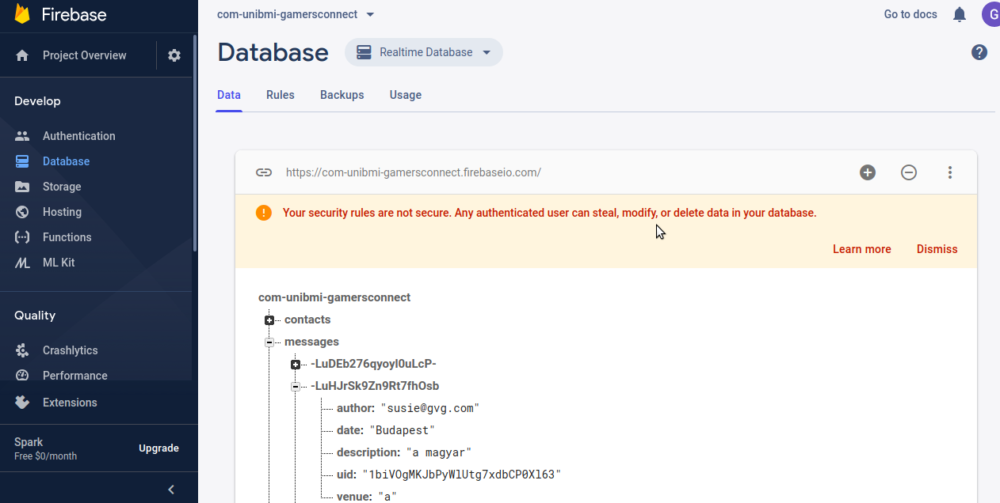 Firebase
com-unibmi-gamersconnect
Go to docs
G
Project Overview
Database
Realtime Database
?
Develop
Data Rules Backups Usage
Authentication
Database
Storage
Hosting
Functions
ML Kit
https://com-unibmi-gamersconnect.firebaseio.com/
! Your security rules are not secure. Any authenticated user can steal, modify, or delete data in your database.
Learn more Dismiss
Quality
Crashlytics
Performance
Extensions
Spark
Free $0/month
Upgrade
com-unibmi-gamersconnect
contacts
messages
-LuDEb276qyoyl0uLcP-
-LuHJrSk9Zn9Rt7fhOsb
author: "susie@gvg.com"
date: "Budapest"
description: "a magyar"
uid: "1biVOgMKJbPyWlUtg7xdbCP0Xl63"
venue: "a"